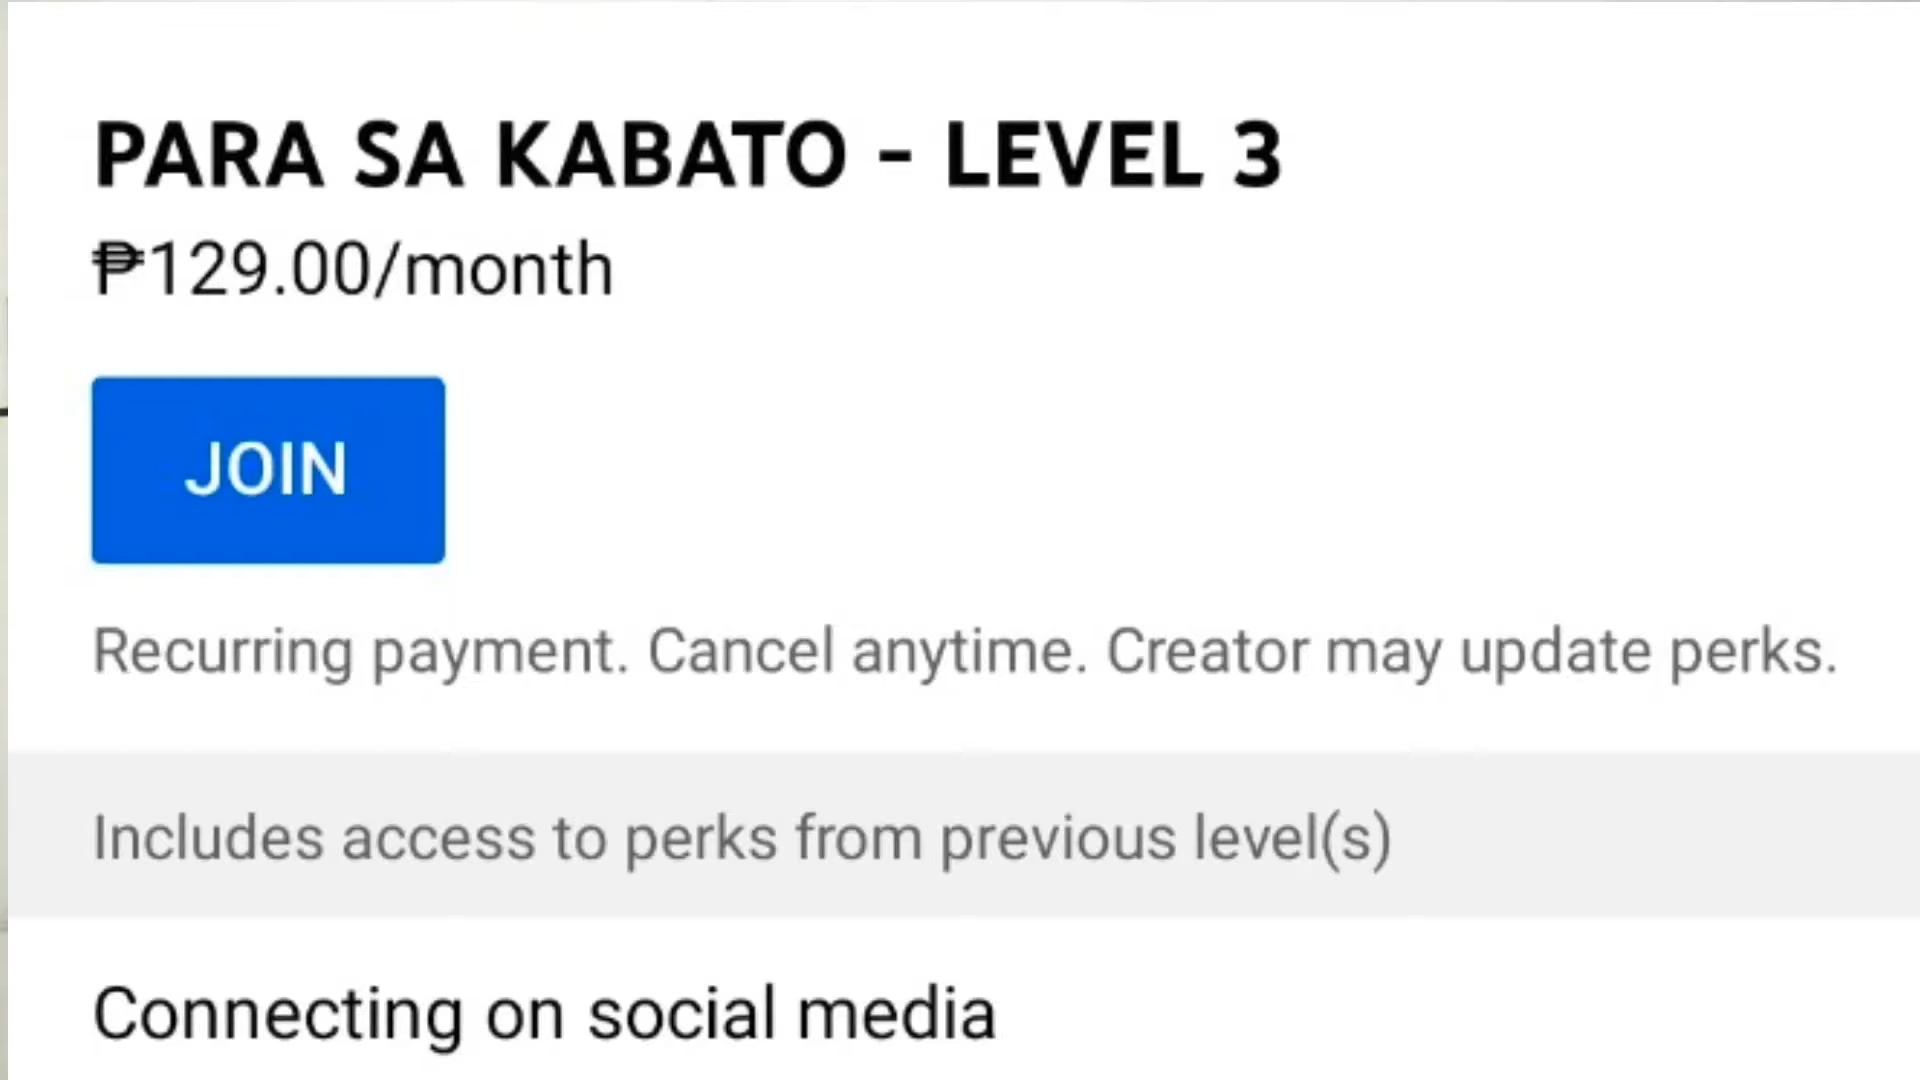 PARA SA KABATO - LEVEL 3
₱129.00/month
JOIN
Recurring payment. Cancel anytime. Creator may update perks.
Includes access to perks from previous level(s)
Connecting on social media